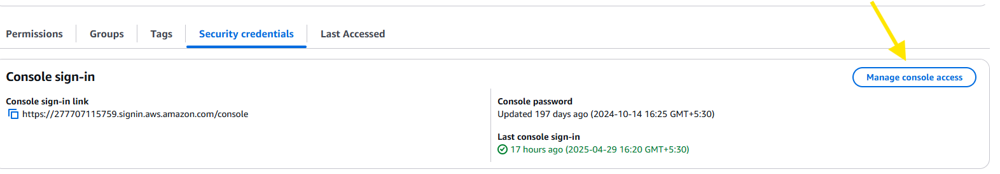 Permissions
Groups
Tags
Security credentials
Last Accessed
Console sign-in
Manage console access
Console sign-in link
https://277707115759.signin.aws.amazon.com/console
Console password
Updated 197 days ago (2024-10-14 16:25 GMT+5:30)
Last console sign-in
17 hours ago (2025-04-29 16:20 GMT+5:30)